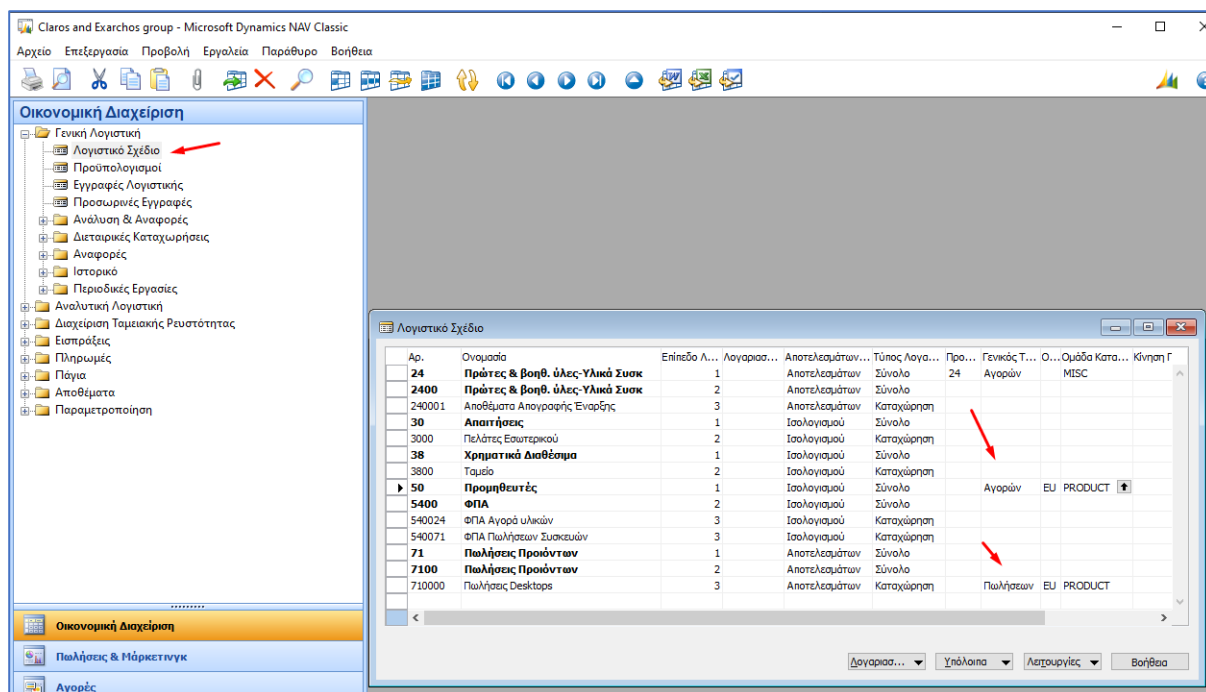 Claros and Exarchos group - Microsoft Dynamics NAV Classic
Αρχείο Επεξεργασία Προβολή Εργαλεία Παράθυρο Βοήθεια
Οικονομική Διαχείριση
Γενική Λογιστική
Λογιστικό Σχέδιο
Προϋπολογισμοί
Εγγραφές Λογιστικής
Προσωρινές Εγγραφές
Ανάλυση & Αναφορές
Διεταιρικές Καταχωρήσεις
Αναφορές
Ιστορικό
Περιοδικές Εργασίες
Αναλυτική Λογιστική
Διαχείριση Ταμειακής Ρευστότητας
Εισπράξεις
Πληρωμές
Πάγια
Αποθέματα
Παραμετροποίηση
Οικονομική Διαχείριση
Πωλήσεις & Μάρκετινγκ
Αγορές
Λογιστικό Σχέδιο
Αρ. Ονομασία Επίπεδο Λ... Λογαριασ... Αποτελεσμάτων... Τύπος Λογα... Προ... Γενικός Τ... Ο... Ομάδα Κατα... Κίνηση Γ
24 Πρώτες & βοηθ. ύλες-Υλικά Συσκ 1 Αποτελεσμάτων Σύνολο 24 Αγορών MISC
2400 Πρώτες & βοηθ. ύλες-Υλικά Συσκ 2 Αποτελεσμάτων Σύνολο
240001 Αποθέματα Απογραφής Έναρξης 3 Αποτελεσμάτων Καταχώρηση
30 Απαιτήσεις 1 Ισολογισμού Σύνολο
3000 Πελάτες Εσωτερικού 2 Ισολογισμού Καταχώρηση
38 Χρηματικά Διαθέσιμα 1 Ισολογισμού Σύνολο
3800 Ταμείο 2 Ισολογισμού Καταχώρηση
50 Προμηθευτές 1 Ισολογισμού Σύνολο Αγορών EU PRODUCT
5400 ΦΠΑ 2 Ισολογισμού Σύνολο
540024 ΦΠΑ Αγορά υλικών 3 Ισολογισμού Καταχώρηση
540071 ΦΠΑ Πωλήσεων Συσκευών 3 Ισολογισμού Καταχώρηση
71 Πωλήσεις Προιόντων 1 Αποτελεσμάτων Σύνολο
7100 Πωλήσεις Προιόντων 2 Αποτελεσμάτων Σύνολο
710000 Πωλήσεις Desktops 3 Αποτελεσμάτων Καταχώρηση Πωλήσεων EU PRODUCT
Λογαριασ... Υπόλοιπα Λειτουργίες Βοήθεια